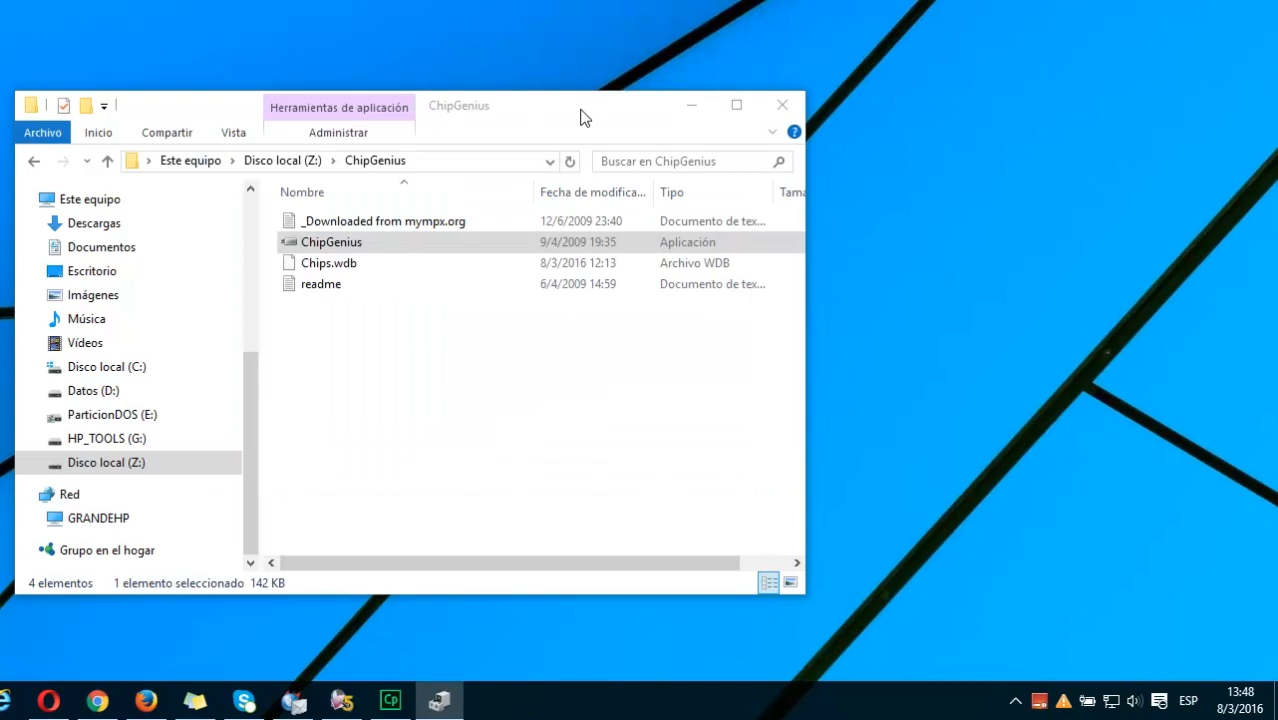 Herramientas de aplicación ChipGenius
Archivo Inicio Compartir Vista Administrar
Este equipo Disco local (Z:) ChipGenius Buscar en ChipGenius
Este equipo
Descargas
Documentos
Escritorio
Imágenes
Música
Vídeos
Disco local (C:)
Datos (D:)
ParticionDOS (E:)
HP_TOOLS (G:)
Disco local (Z:)
Red
GRANDEHP
Grupo en el hogar
Nombre Fecha de modifica... Tipo Tama
_Downloaded from mympx.org 12/6/2009 23:40 Documento de tex...
ChipGenius 9/4/2009 19:35 Aplicación
Chips.wdb 8/3/2016 12:13 Archivo WDB
readme 6/4/2009 14:59 Documento de tex...
4 elementos 1 elemento seleccionado 142 KB
Cp
ESP
13:48
8/3/2016